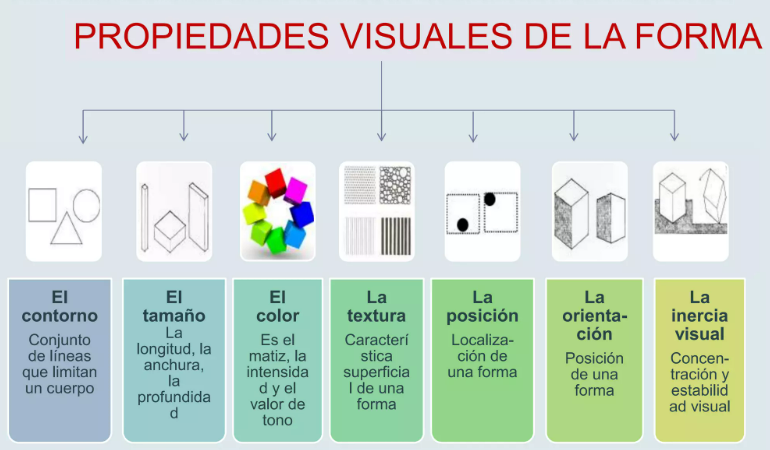 PROPIEDADES VISUALES DE LA FORMA
El
contorno
Conjunto
de líneas
que limitan
un cuerpo
El
tamaño
La
longitud, la
anchura,
la
profundida
d
El
color
Es el
matiz, la
intensida
d y el
valor de
tono
La
textura
Caracterí
stica
superficia
l de una
forma
La
posición
Localiza-
ción de
una forma
La
orienta-
ción
Posición
de una
forma
La
inercia
visual
Concen-
tración y
estabilid
ad visual